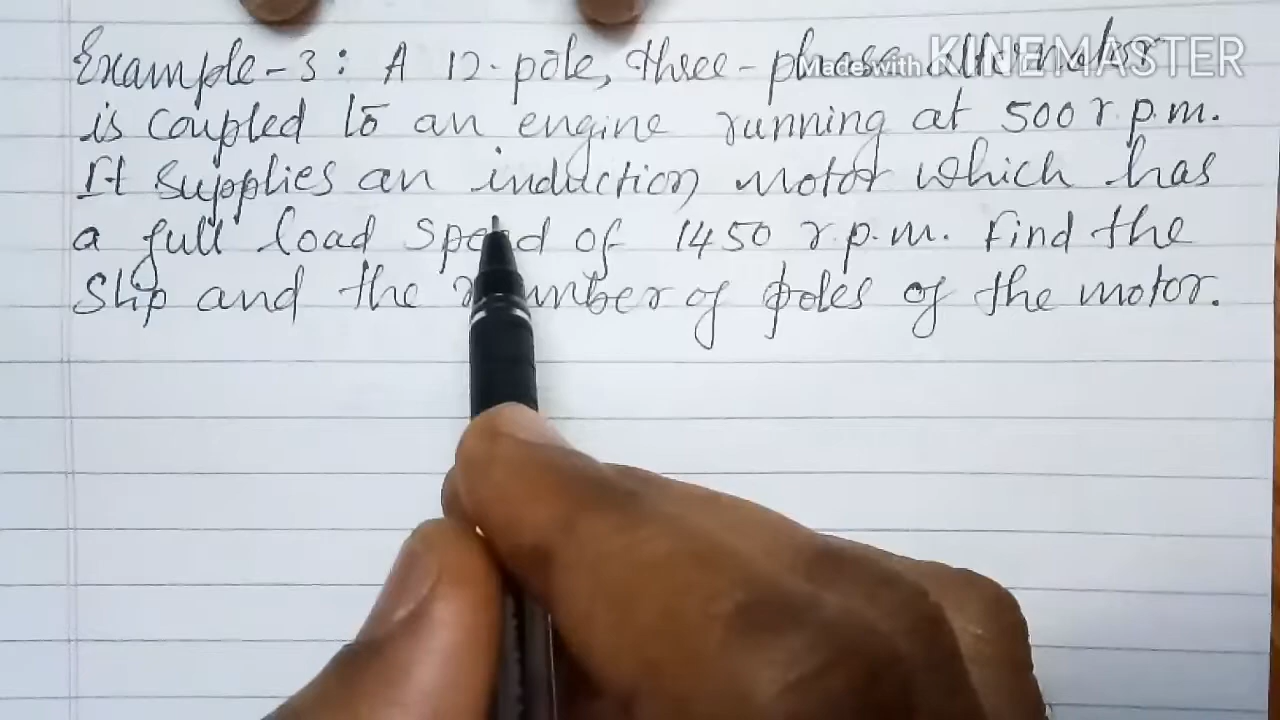 Example-3: A 12-pole, three-phase alternator
Made with KINEMASTER
is coupled to an engine running at 500 r.p.m.
It supplies an induction motor which has
a full load speed of 1450 r.p.m. Find the
Slip and the number of poles of the motor.